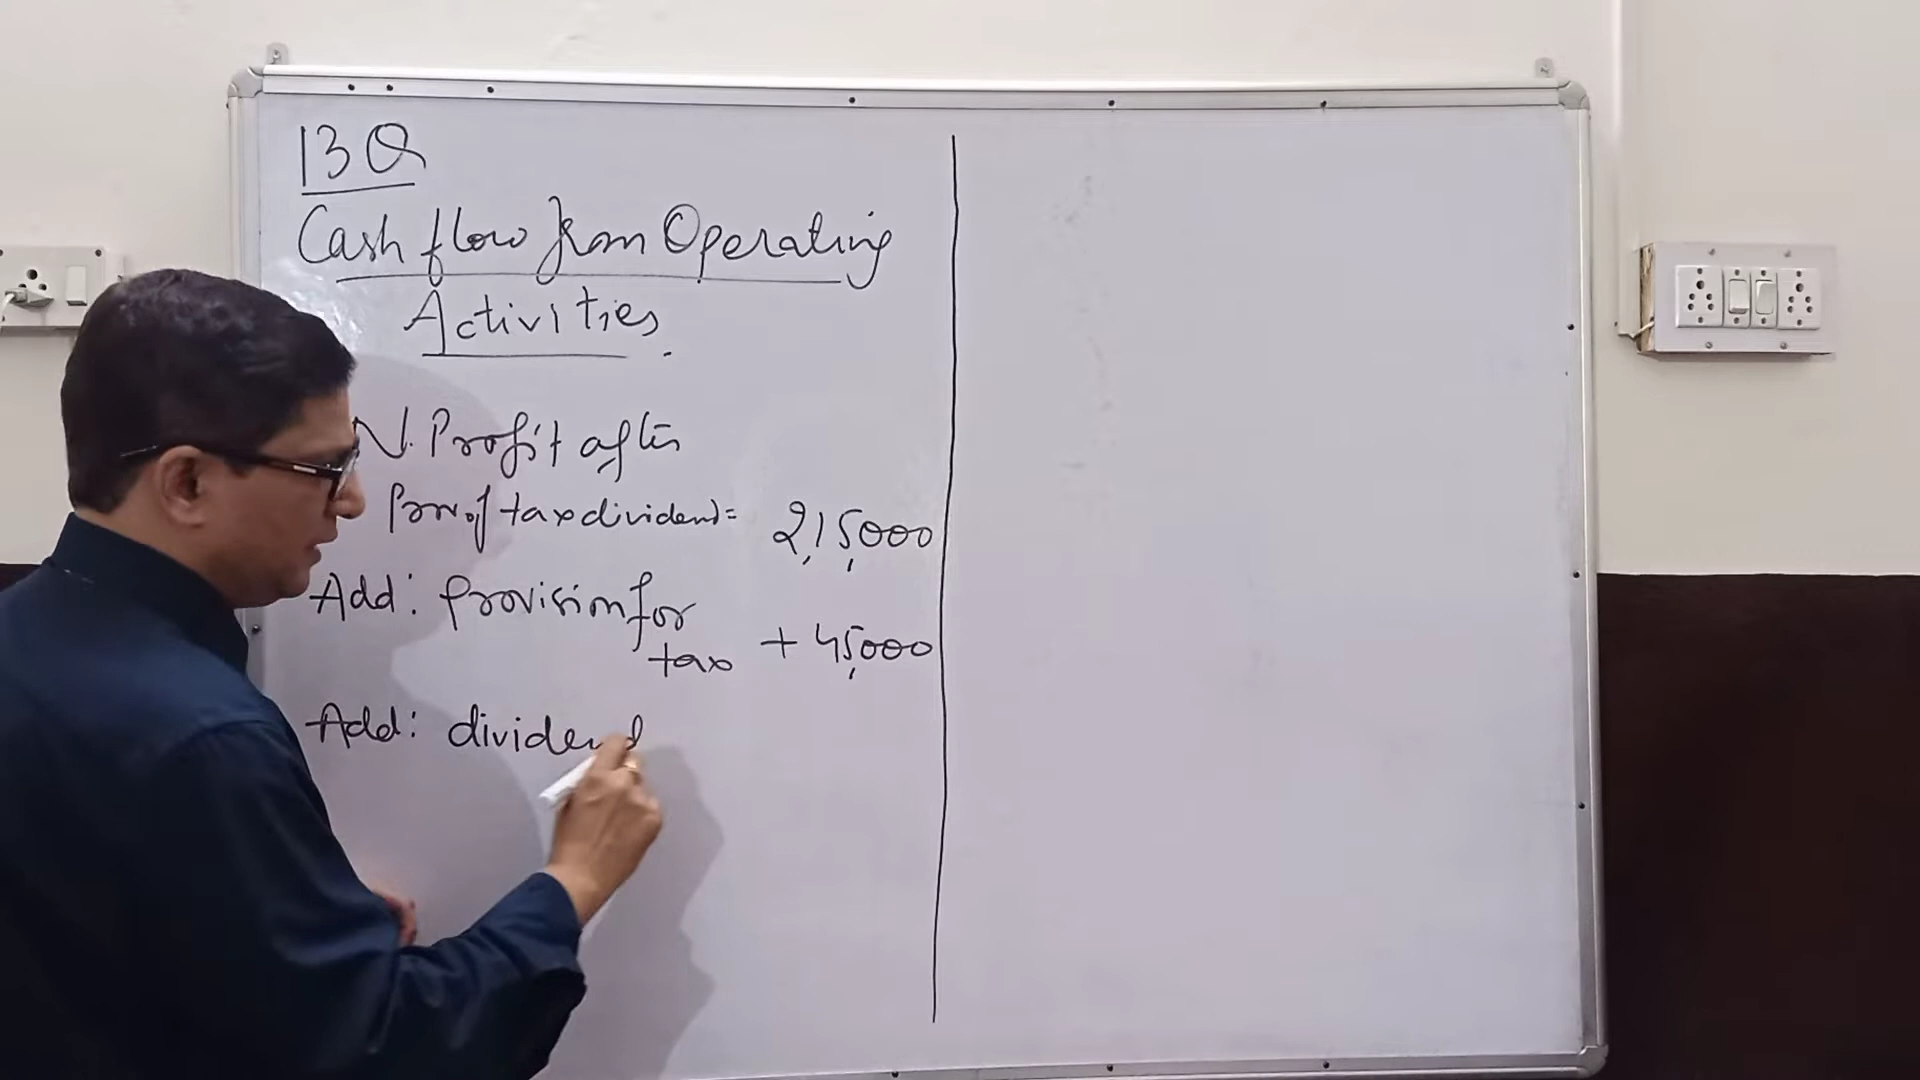 13 Q
Cash flow from Operating
Activities.
N. Profit after
Prov. of tax dividend = 2,15,000
Add: provision for
tax + 45,000
Add: dividend